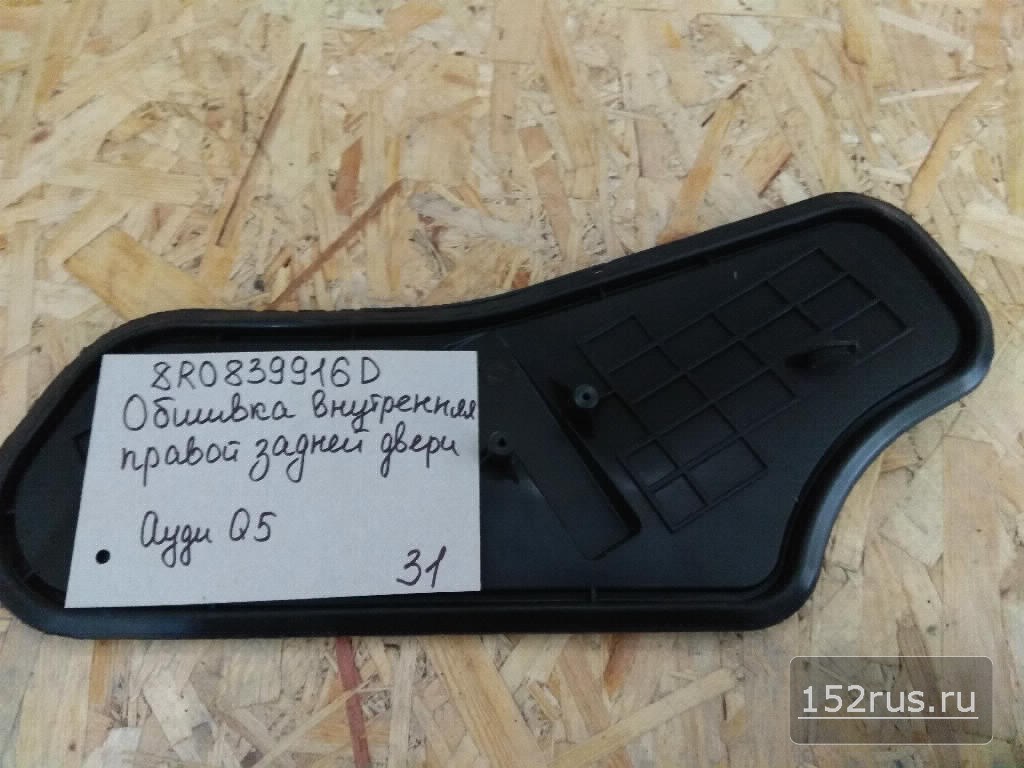 8R0839916D
Обшивка внутренняя
правой задней двери
Ауди Q5
31
152rus.ru